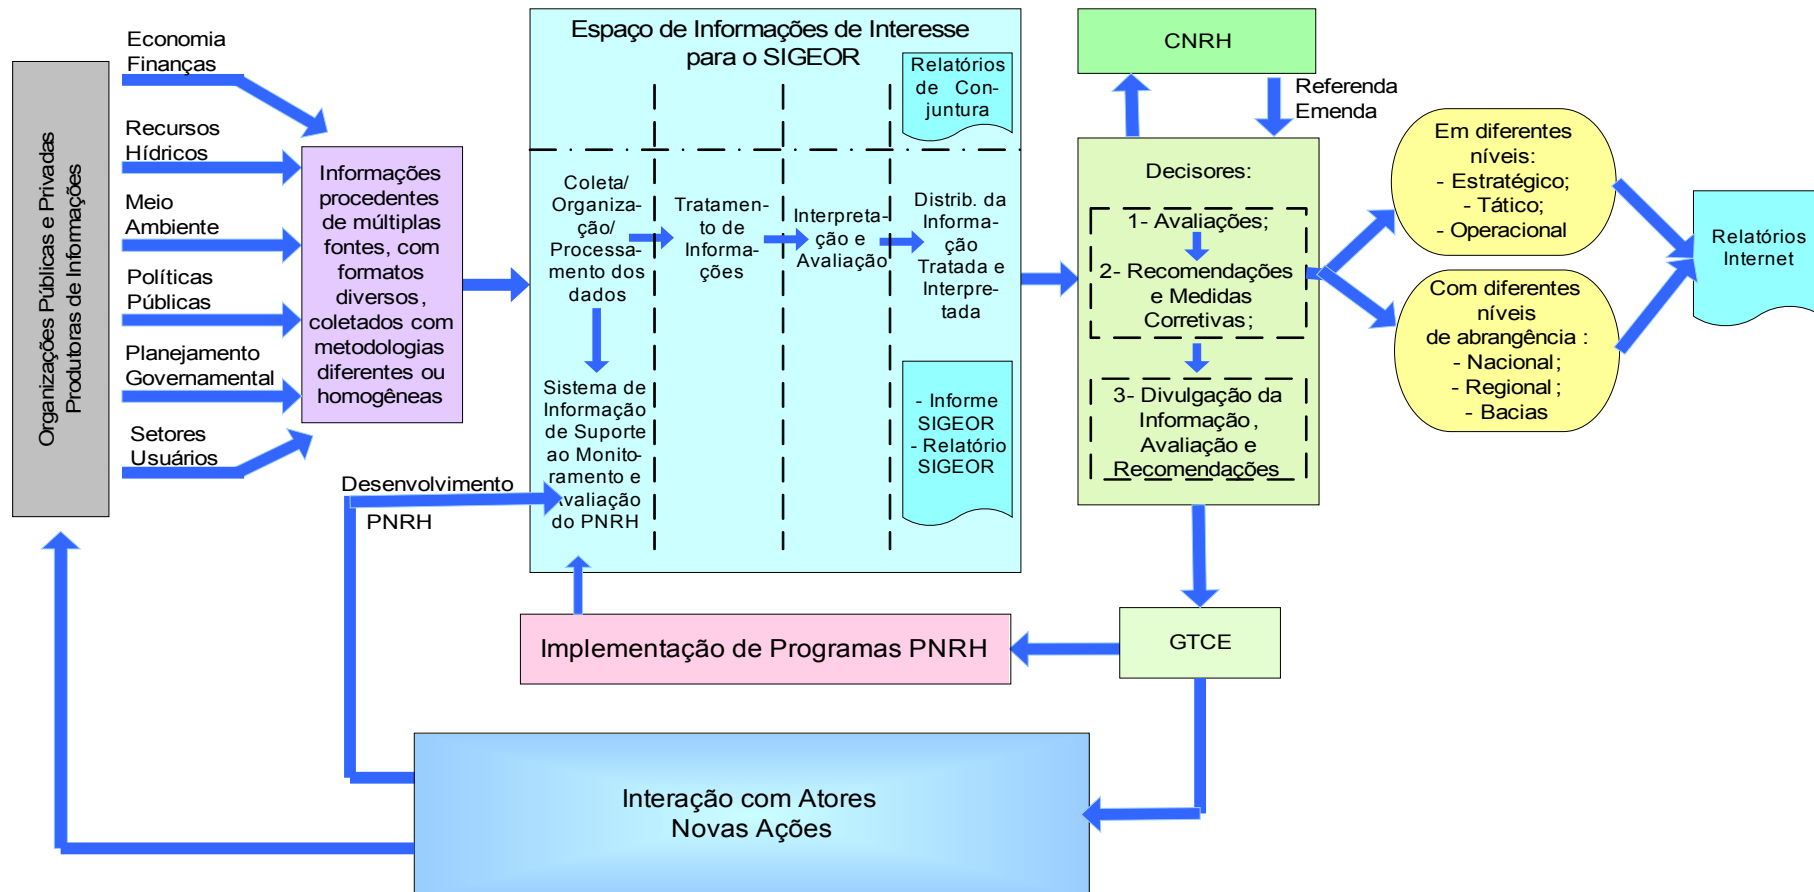 Organizações Públicas e Privadas
Produtoras de Informações
Economia
Finanças
Recursos
Hídricos
Meio
Ambiente
Políticas
Públicas
Planejamento
Governamental
Setores
Usuários
Informações
procedentes
de múltiplas
fontes, com
formatos
diversos,
coletados com
metodologias
diferentes ou
homogêneas
Espaço de Informações de Interesse
para o SIGEOR
Relatórios
de Con-
juntura
Coleta/
Organiza-
ção/
Processa-
mento dos
dados
Tratamen-
to de
Informa-
ções
Interpreta-
ção e
Avaliação
Distrib. da
Informa-
ção
Tratada e
Interpre-
tada
Sistema de
Informação
de Suporte
ao Monito-
ramento e
Avaliação
do PNRH
- Informe
SIGEOR
- Relatório
SIGEOR
Desenvolvimento
PNRH
CNRH
Referenda
Emenda
Decisores:
1- Avaliações;
2- Recomendações
e Medidas
Corretivas;
3- Divulgação da
Informação,
Avaliação e
Recomendações
Em diferentes
níveis:
- Estratégico;
- Tático;
- Operacional
Com diferentes
níveis
de abrangência :
- Nacional;
- Regional;
- Bacias
Relatórios
Internet
Implementação de Programas PNRH
GTCE
Interação com Atores
Novas Ações